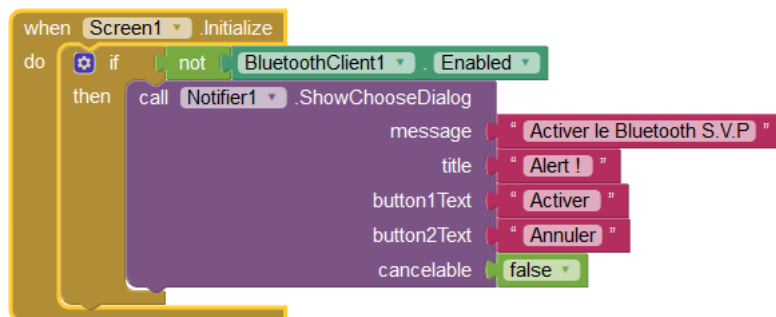 when Screen1 .Initialize
do if not BluetoothClient1 . Enabled
then call Notifier1 .ShowChooseDialog
message " Activer le Bluetooth S.V.P "
title " Alert ! "
button1Text " Activer "
button2Text " Annuler "
cancelable false